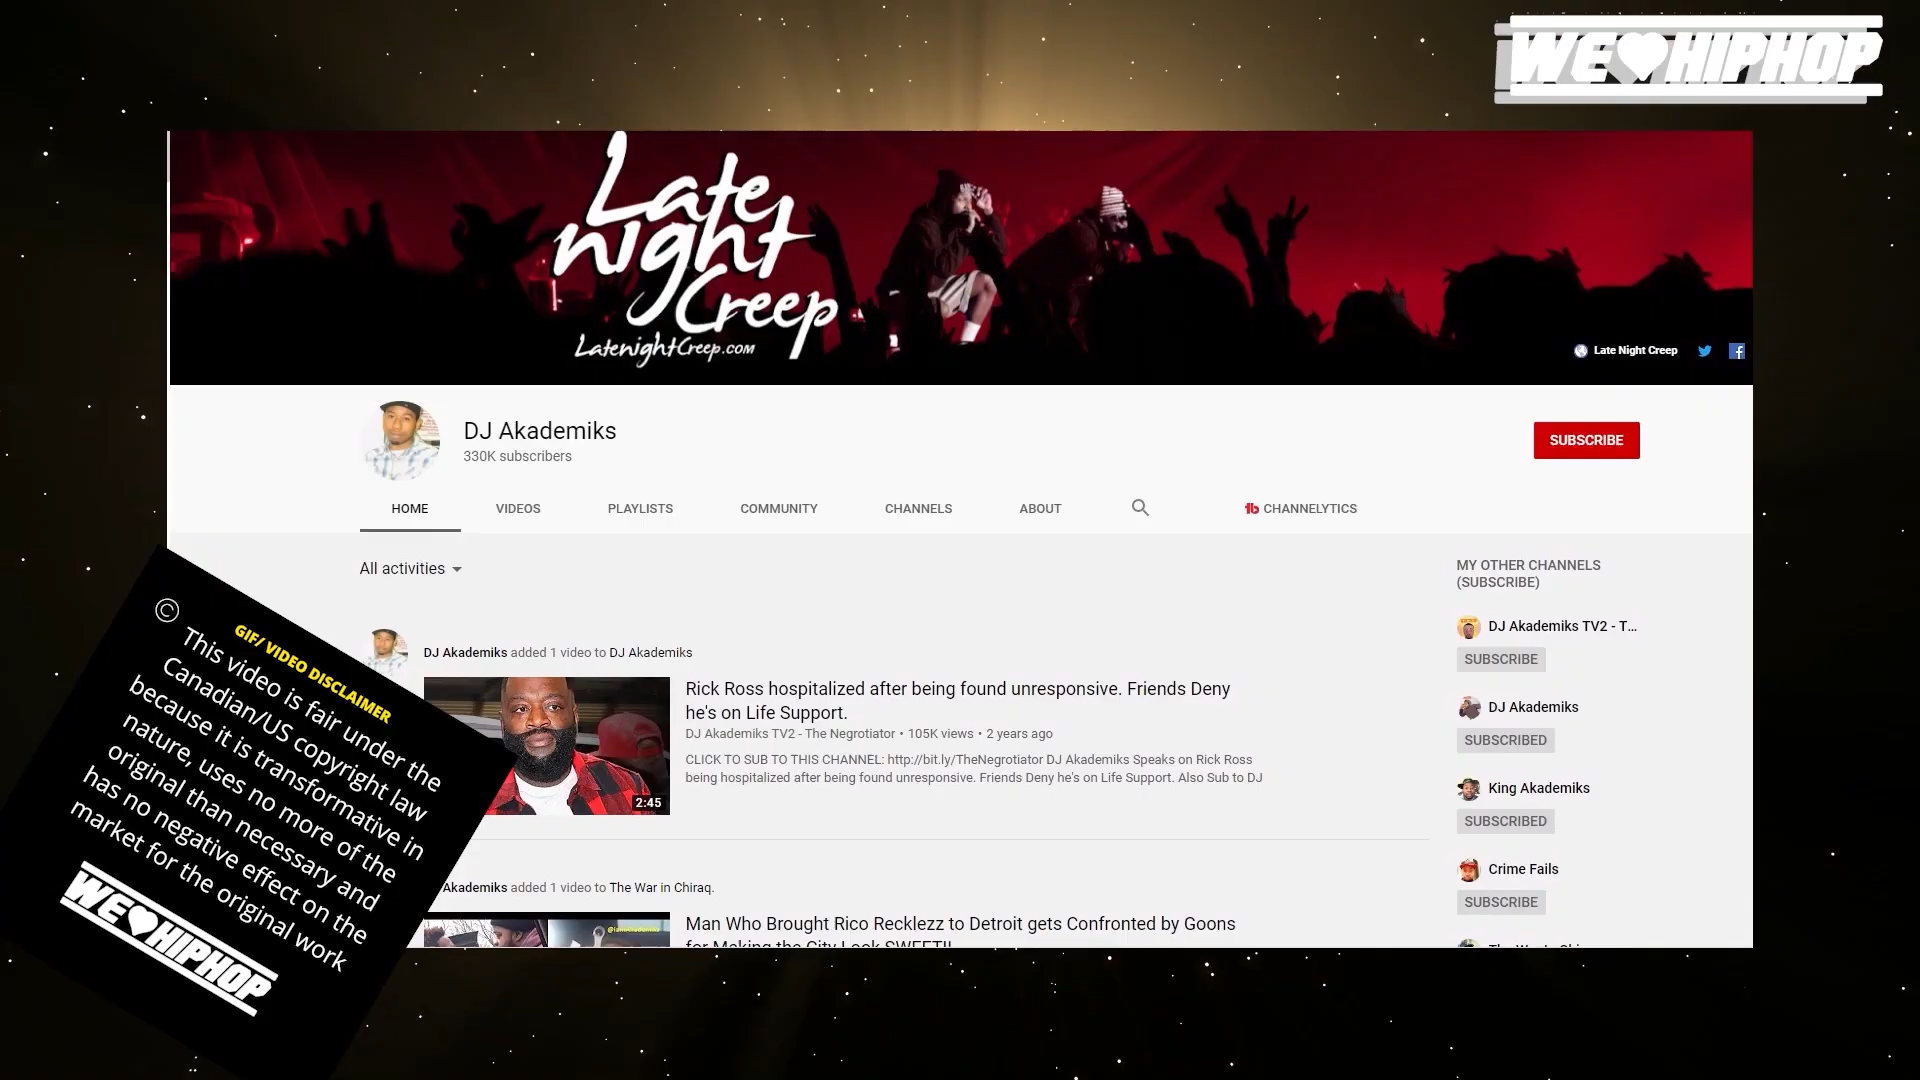 WE HIPHOP
Late
night
Creep
LatenightCreep.com
Late Night Creep
DJ Akademiks
330K subscribers
SUBSCRIBE
HOME
VIDEOS
PLAYLISTS
COMMUNITY
CHANNELS
ABOUT
CHANNELYTICS
All activities
DJ Akademiks added 1 video to DJ Akademiks
2:45
Rick Ross hospitalized after being found unresponsive. Friends Deny
he's on Life Support.
DJ Akademiks TV2 - The Negrotiator • 105K views • 2 years ago
CLICK TO SUB TO THIS CHANNEL: http://bit.ly/TheNegrotiator DJ Akademiks Speaks on Rick Ross
being hospitalized after being found unresponsive. Friends Deny he's on Life Support. Also Sub to DJ
Akademiks added 1 video to The War in Chiraq.
Man Who Brought Rico Recklezz to Detroit gets Confronted by Goons
for Making the City Look SWEET!!
MY OTHER CHANNELS
(SUBSCRIBE)
DJ Akademiks TV2 - T...
SUBSCRIBE
DJ Akademiks
SUBSCRIBED
King Akademiks
SUBSCRIBED
Crime Fails
SUBSCRIBE
©
GIF/ VIDEO DISCLAIMER
This video is fair under the
Canadian/US copyright law
because it is transformative in
nature, uses no more of the
original than necessary and
has no negative effect on the
market for the original work
WE HIPHOP